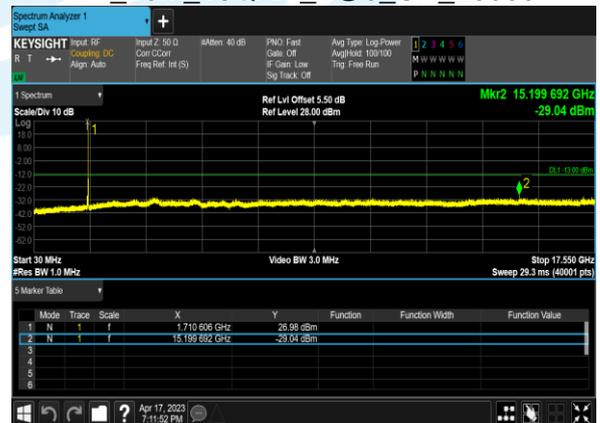 Spectrum Analyzer 1
Swept SA
KEYSIGHT
R T
LNI
Input: RF
Coupling: DC
Align: Auto
Input Z: 50 Ω
Corr CCorr
Freq Ref: Int (S)
#Atten: 40 dB
PNO: Fast
Gate: Off
IF Gain: Low
Sig Track: Off
Avg Type: Log-Power
Avg|Hold: 100/100
Trig: Free Run
1 2 3 4 5 6
M W W W W W
P N N N N N
1 Spectrum
Scale/Div 10 dB
Ref Lvl Offset 5.50 dB
Ref Level 28.00 dBm
Mkr2 15.199 692 GHz
-29.04 dBm
Log
18.0
8.00
-2.00
-12.0
-22.0
-32.0
-42.0
-52.0
-62.0
1
DL1 -13.00 dBm
2
Start 30 MHz
#Res BW 1.0 MHz
Video BW 3.0 MHz
Stop 17.550 GHz
Sweep 29.3 ms (40001 pts)
5 Marker Table
Mode Trace Scale X Y Function Function Width Function Value
1 N 1 f 1.710 606 GHz 26.98 dBm
2 N 1 f 15.199 692 GHz -29.04 dBm
3
4
5
6
?
Apr 17, 2023
7:11:52 PM